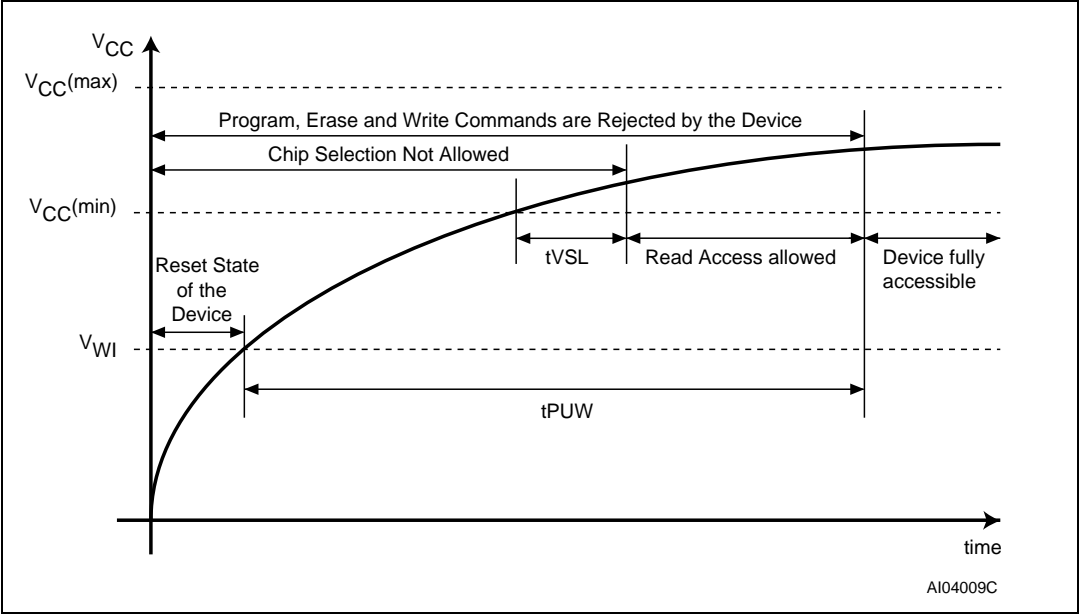 VCC
VCC(max)
Program, Erase and Write Commands are Rejected by the Device
Chip Selection Not Allowed
VCC(min)
tVSL
Read Access allowed
Device fully
accessible
Reset State
of the
Device
VWI
tPUW
time
AI04009C